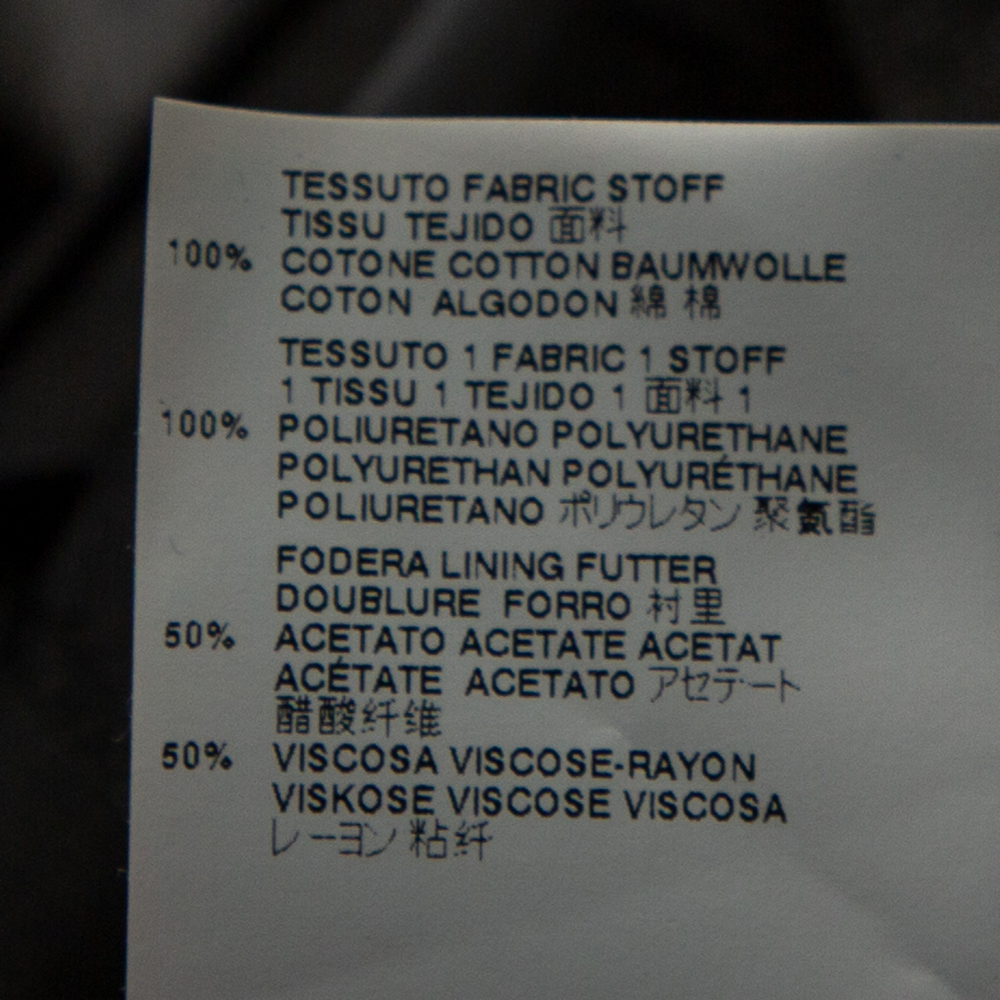 TESSUTO FABRIC STOFF
TISSU TEJIDO 面料
100% COTONE COTTON BAUMWOLLE
COTON ALGODON 綿 棉
TESSUTO 1 FABRIC 1 STOFF
1 TISSU 1 TEJIDO 1 面料 1
100% POLIURETANO POLYURETHANE
POLYURETHAN POLYURÉTHANE
POLIURETANO ポリウレタン 聚氨酯
FODERA LINING FUTTER
DOUBLURE FORRO 衬里
50% ACETATO ACETATE ACETAT
ACÉTATE ACETATO アセテート
醋酸纤维
50% VISCOSA VISCOSE-RAYON
VISKOSE VISCOSE VISCOSA
レーヨン 粘纤